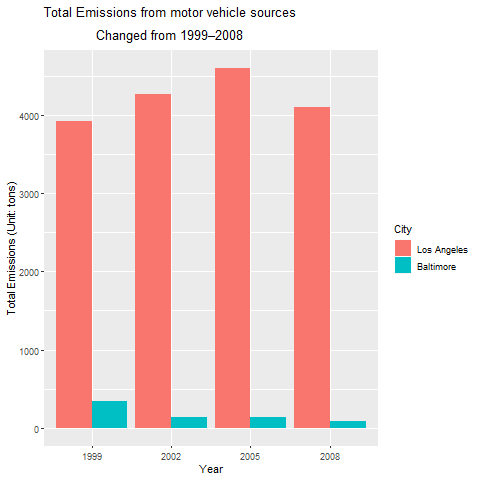 Total Emissions from motor vehicle sources
Changed from 1999–2008
Total Emissions (Unit: tons)
4000
3000
2000
1000
0
1999 2002 2005 2008
Year
City
Los Angeles
Baltimore